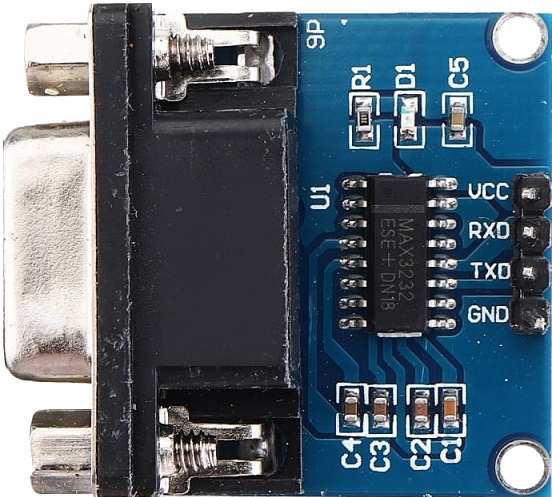 9P
R1
D1
C5
U1
MAX3232
ESE+ DN18
VCC
RXD
TXD
GND
C4
C3
C2
C1